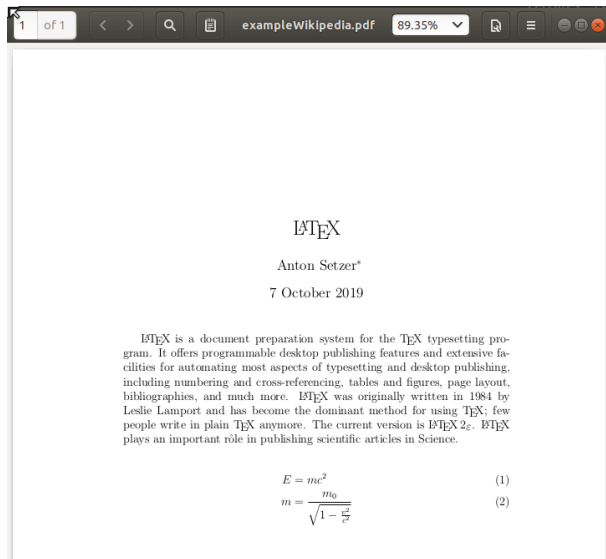 1 of 1 exampleWikipedia.pdf 89.35%
LATEX
Anton Setzer*
7 October 2019
LATEX is a document preparation system for the TEX typesetting pro-
gram. It offers programmable desktop publishing features and extensive fa-
cilities for automating most aspects of typesetting and desktop publishing,
including numbering and cross-referencing, tables and figures, page layout,
bibliographies, and much more. LATEX was originally written in 1984 by
Leslie Lamport and has become the dominant method for using TEX; few
people write in plain TEX anymore. The current version is LATEX 2ε. LATEX
plays an important rôle in publishing scientific articles in Science.
E = mc² (1)
m = m₀ / √(1 − v²/c²) (2)